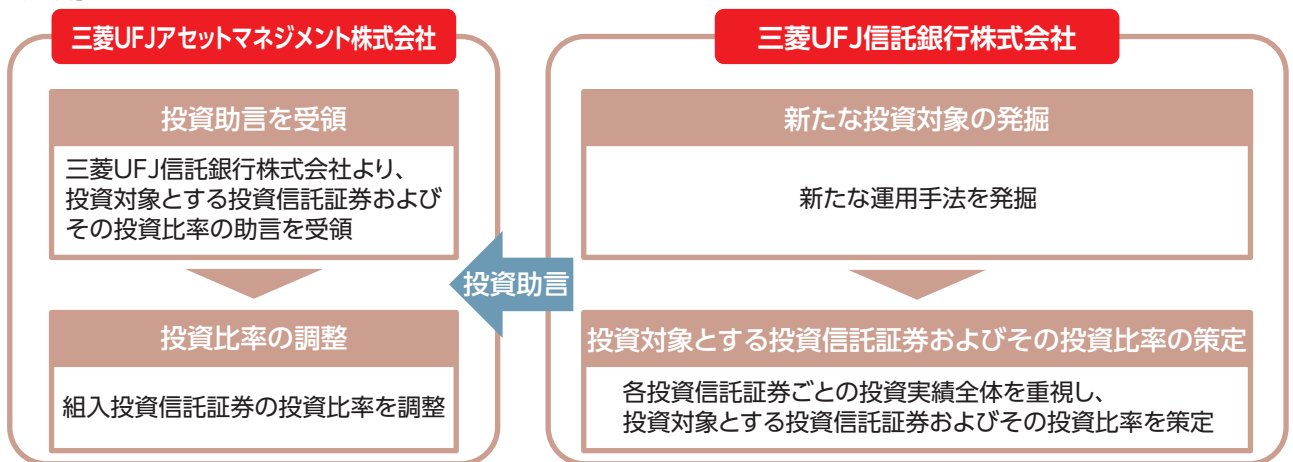 三菱UFJアセットマネジメント株式会社
投資助言を受領
三菱UFJ信託銀行株式会社より、
投資対象とする投資信託証券および
その投資比率の助言を受領
投資比率の調整
組入投資信託証券の投資比率を調整
投資助言
三菱UFJ信託銀行株式会社
新たな投資対象の発掘
新たな運用手法を発掘
投資対象とする投資信託証券およびその投資比率の策定
各投資信託証券ごとの投資実績全体を重視し、
投資対象とする投資信託証券およびその投資比率を策定